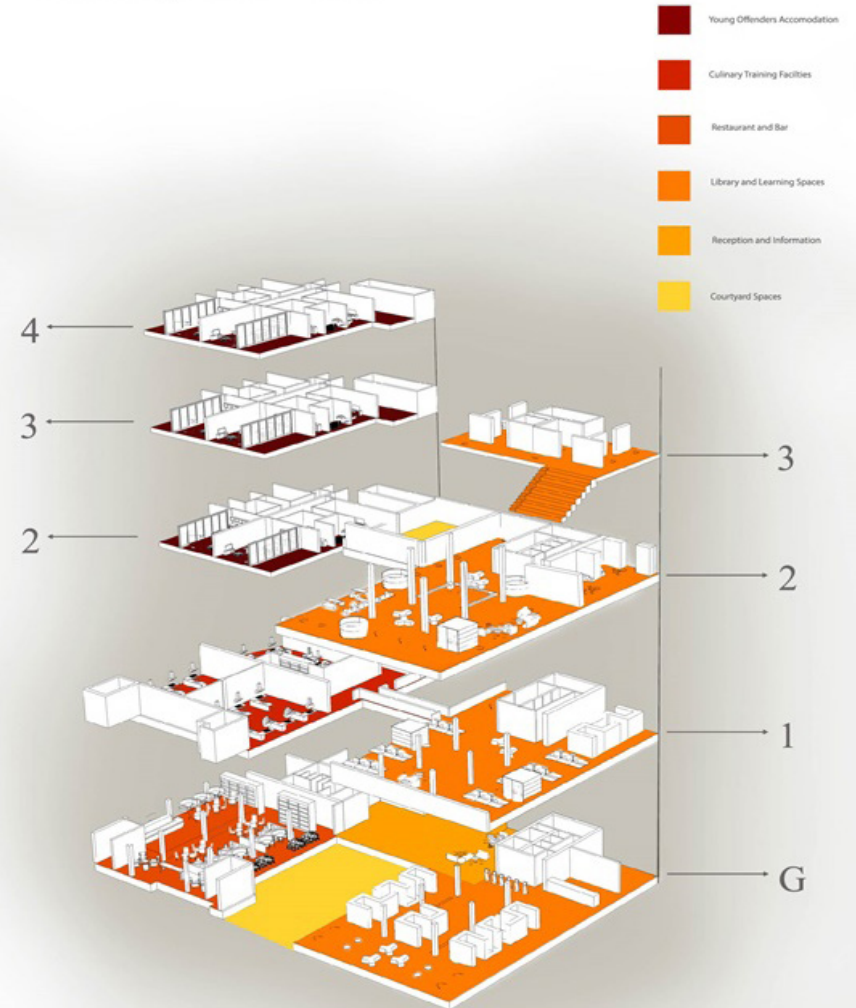 Young Offenders Accomodation
Culinary Training Facilties
Restaurant and Bar
Library and Learning Spaces
Reception and Information
Courtyard Spaces
4
3
3
2
2
1
G